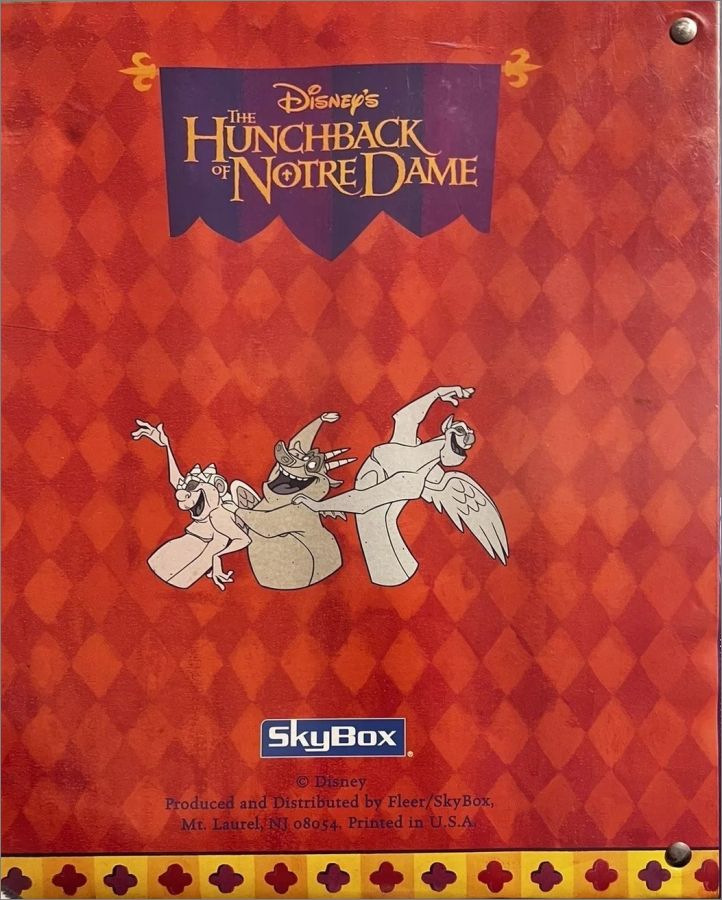 Disney's
THE
HUNCHBACK
OF NOTRE DAME
SkyBox®
© Disney
Produced and Distributed by Fleer/SkyBox,
Mt. Laurel, NJ 08054. Printed in U.S.A.